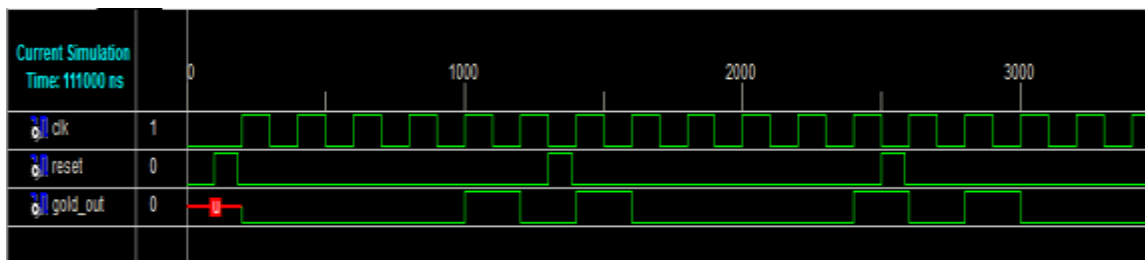 Current Simulation
Time: 111000 ns
0 1000 2000 3000
clk 1
reset 0
gold_out 0 U